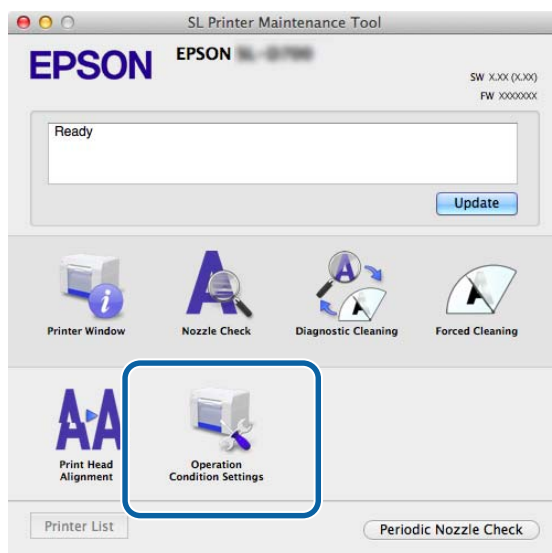 SL Printer Maintenance Tool
EPSON
EPSON
SW X.XX (X.XX)
FW XXXXXXX
Ready
Update
Printer Window
Nozzle Check
Diagnostic Cleaning
Forced Cleaning
Print Head
Alignment
Operation
Condition Settings
Printer List
Periodic Nozzle Check